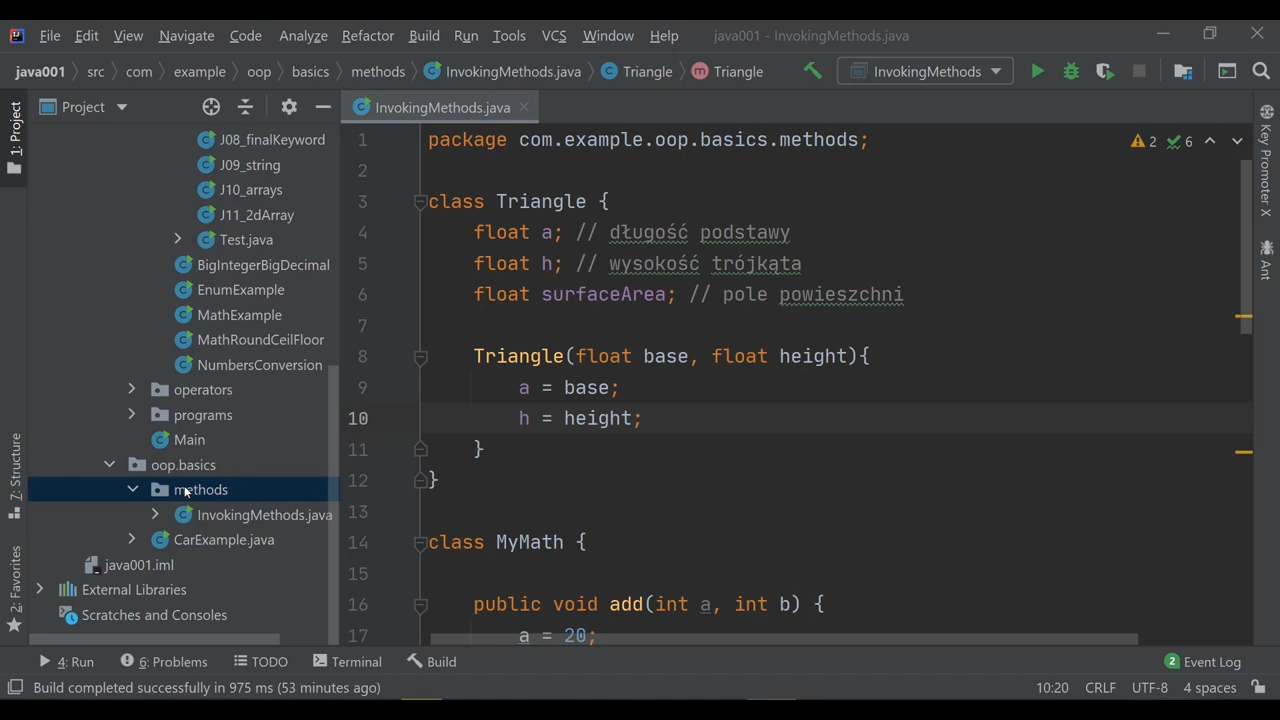 File Edit View Navigate Code Analyze Refactor Build Run Tools VCS Window Help java001 - InvokingMethods.java
java001 src com example oop basics methods InvokingMethods.java Triangle Triangle InvokingMethods
1: Project
7: Structure
2: Favorites
Project
J08_finalKeyword
J09_string
J10_arrays
J11_2dArray
Test.java
BigIntegerBigDecimal
EnumExample
MathExample
MathRoundCeilFloor
NumbersConversion
operators
programs
Main
oop.basics
methods
InvokingMethods.java
CarExample.java
java001.iml
External Libraries
Scratches and Consoles
InvokingMethods.java
2 6
1 package com.example.oop.basics.methods;
2
3 class Triangle {
4 float a; // długość podstawy
5 float h; // wysokość trójkąta
6 float surfaceArea; // pole powieszchni
7
8 Triangle(float base, float height){
9 a = base;
10 h = height;
11 }
12 }
13
14 class MyMath {
15
16 public void add(int a, int b) {
17 a = 20;
Key Promoter X
Ant
4: Run 6: Problems TODO Terminal Build 2 Event Log
Build completed successfully in 975 ms (53 minutes ago) 10:20 CRLF UTF-8 4 spaces